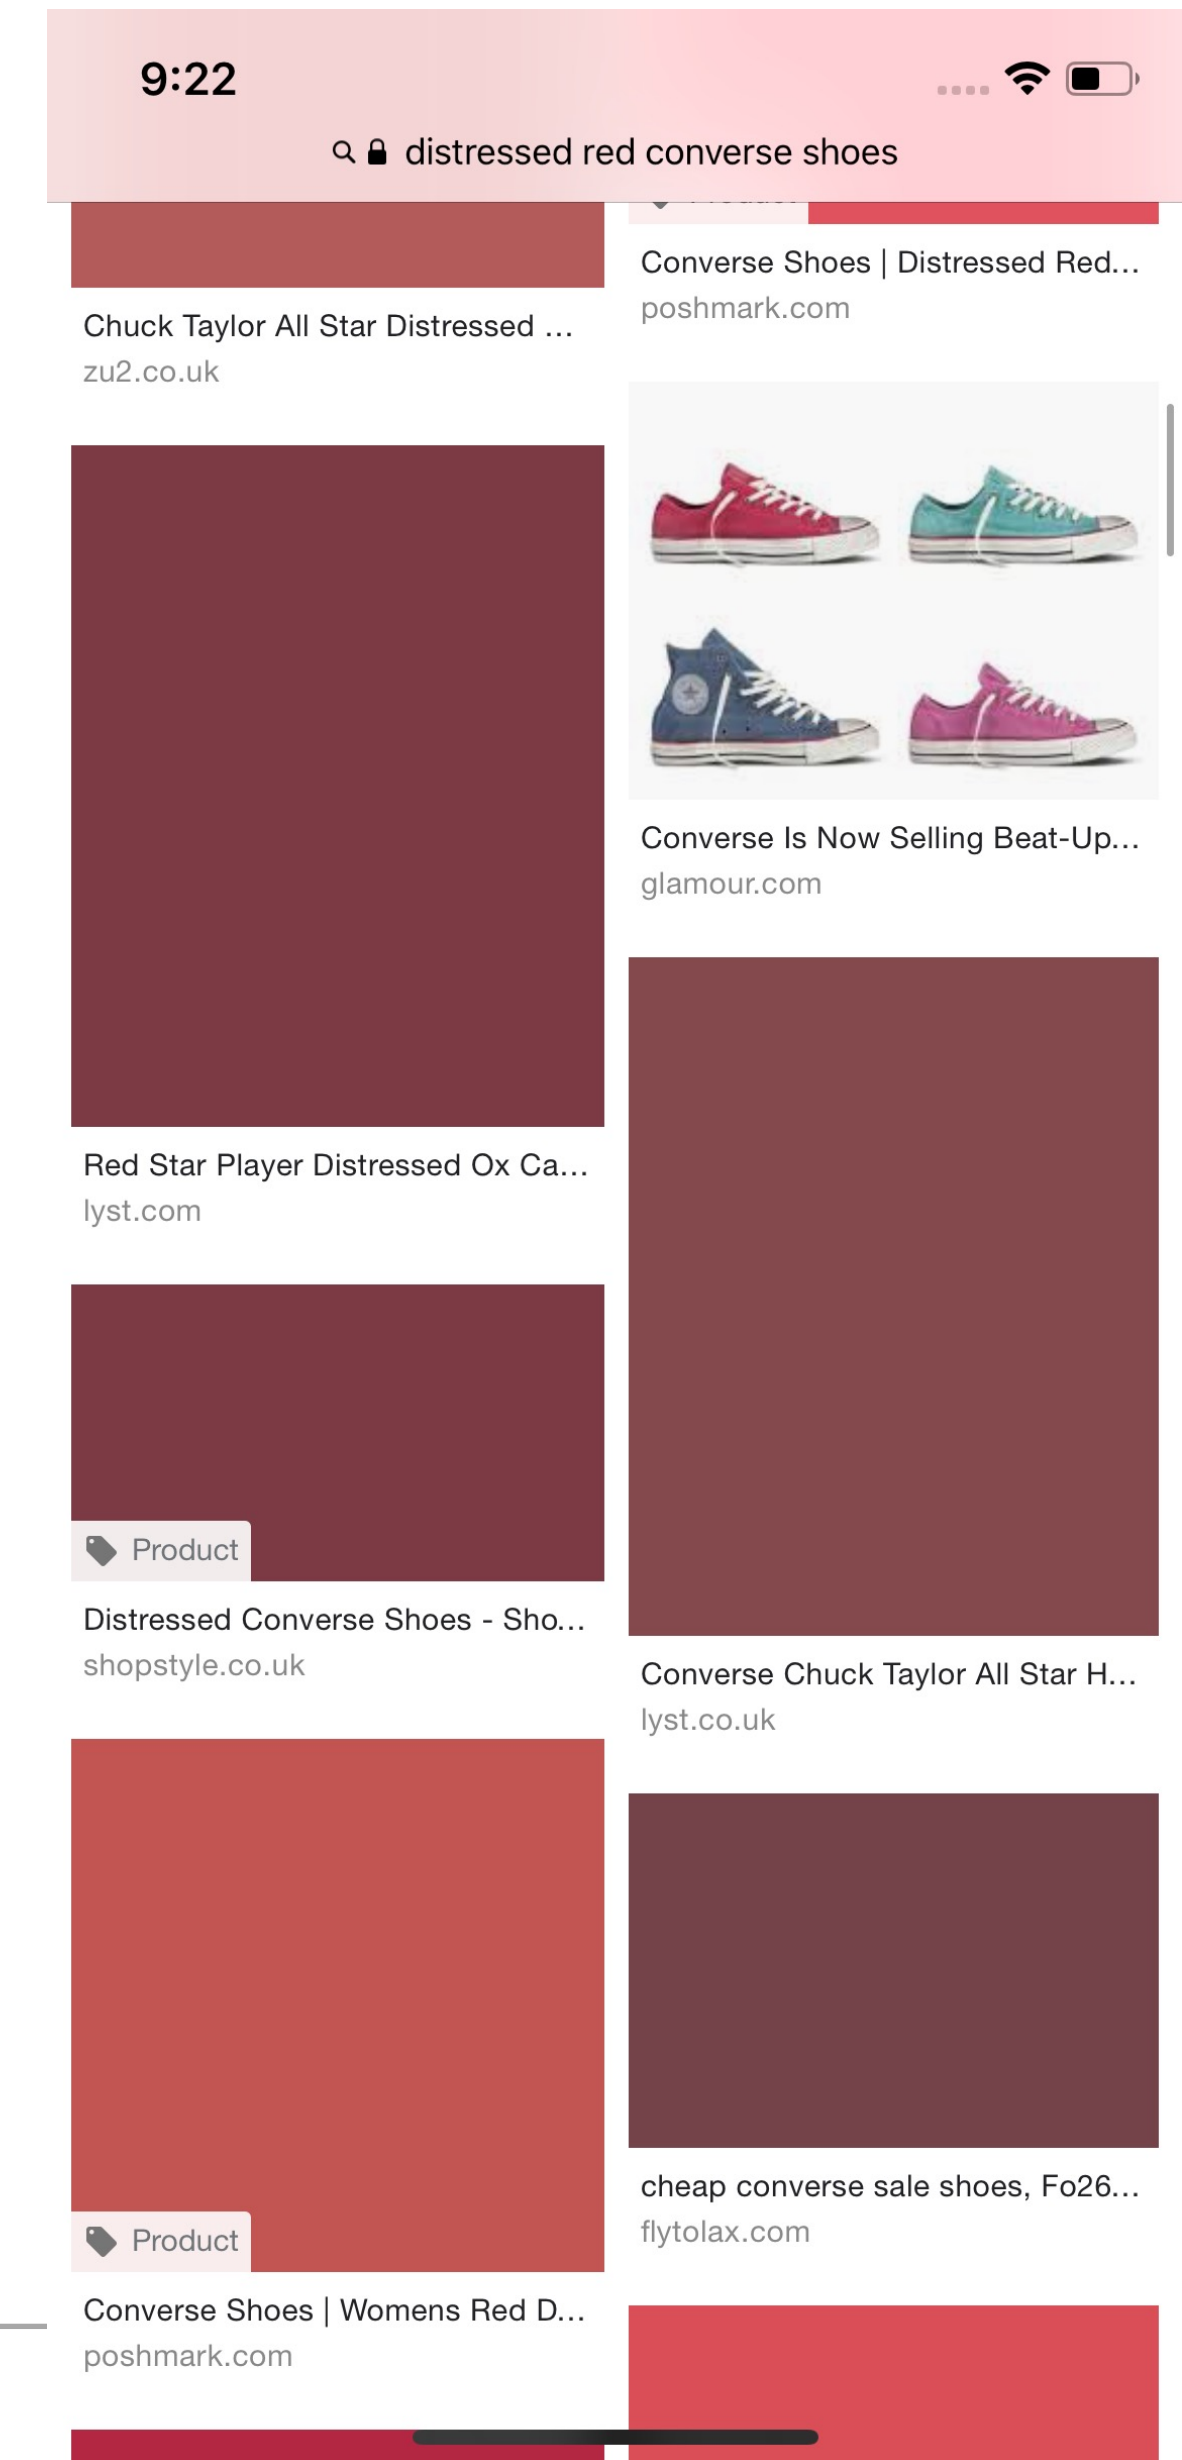 9:22
distressed red converse shoes
Converse Shoes | Distressed Red...
poshmark.com
Chuck Taylor All Star Distressed ...
zu2.co.uk
Converse Is Now Selling Beat-Up...
glamour.com
Red Star Player Distressed Ox Ca...
lyst.com
Product
Distressed Converse Shoes - Sho...
shopstyle.co.uk
Converse Chuck Taylor All Star H...
lyst.co.uk
cheap converse sale shoes, Fo26...
flytolax.com
Product
Converse Shoes | Womens Red D...
poshmark.com